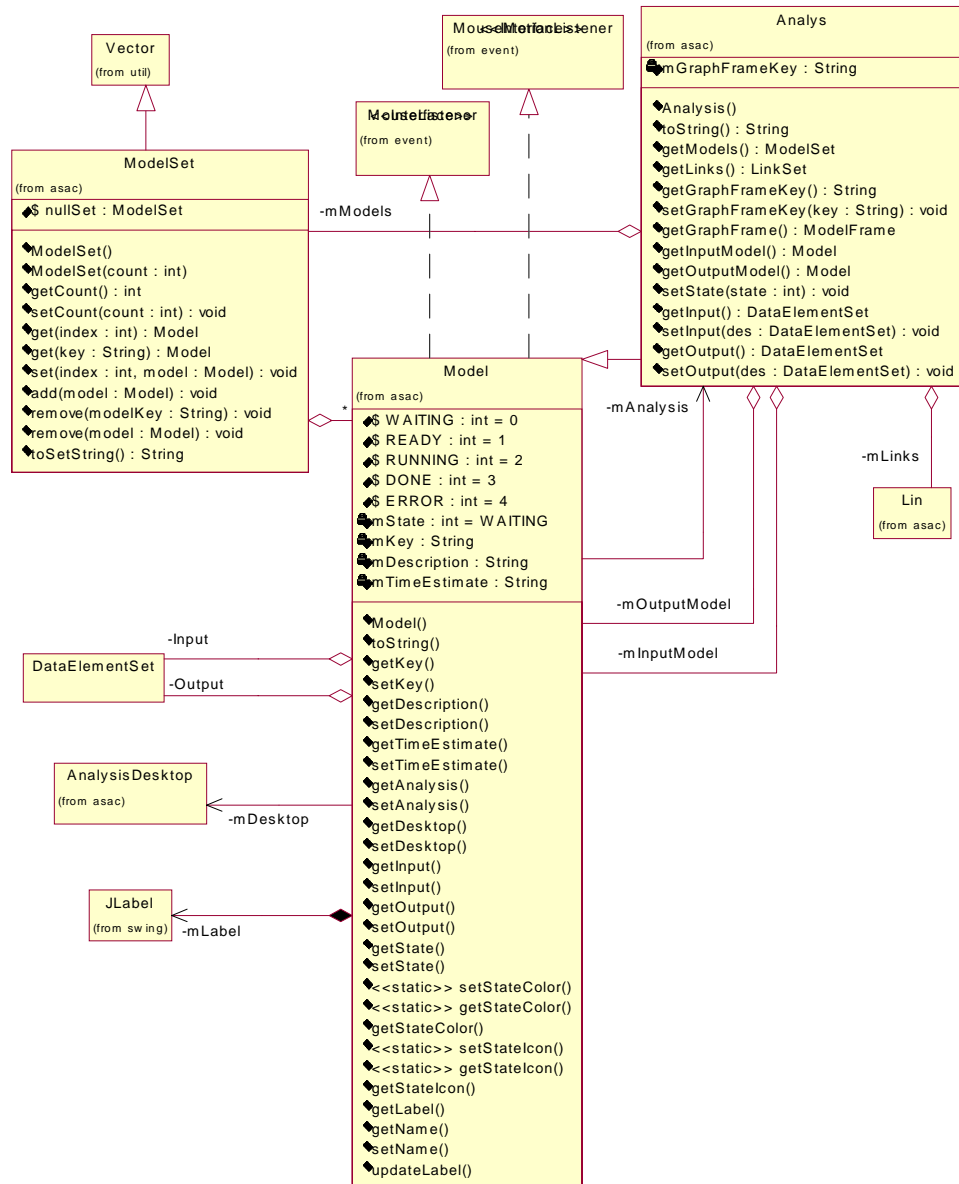 Vector
(from util)
<<Interface>>
MouseMotionListener
(from event)
<<Interface>>
MouseListener
(from event)
Analys
(from asac)
mGraphFrameKey : String
Analysis()
toString() : String
getModels() : ModelSet
getLinks() : LinkSet
getGraphFrameKey() : String
setGraphFrameKey(key : String) : void
getGraphFrame() : ModelFrame
getInputModel() : Model
getOutputModel() : Model
setState(state : int) : void
getInput() : DataElementSet
setInput(des : DataElementSet) : void
getOutput() : DataElementSet
setOutput(des : DataElementSet) : void
ModelSet
(from asac)
$ nullSet : ModelSet
ModelSet()
ModelSet(count : int)
getCount() : int
setCount(count : int) : void
get(index : int) : Model
get(key : String) : Model
set(index : int, model : Model) : void
add(model : Model) : void
remove(modelKey : String) : void
remove(model : Model) : void
toSetString() : String
-mModels
*
Model
(from asac)
$ WAITING : int = 0
$ READY : int = 1
$ RUNNING : int = 2
$ DONE : int = 3
$ ERROR : int = 4
mState : int = WAITING
mKey : String
mDescription : String
mTimeEstimate : String
Model()
toString()
getKey()
setKey()
getDescription()
setDescription()
getTimeEstimate()
setTimeEstimate()
getAnalysis()
setAnalysis()
getDesktop()
setDesktop()
getInput()
setInput()
getOutput()
setOutput()
getState()
setState()
<<static>> setStateColor()
<<static>> getStateColor()
getStateColor()
<<static>> setStateIcon()
<<static>> getStateIcon()
getStateIcon()
getLabel()
getName()
setName()
updateLabel()
-mAnalysis
-mLinks
Lin
(from asac)
-mOutputModel
-mInputModel
-Input
DataElementSet
-Output
AnalysisDesktop
(from asac)
-mDesktop
JLabel
(from swing)
-mLabel